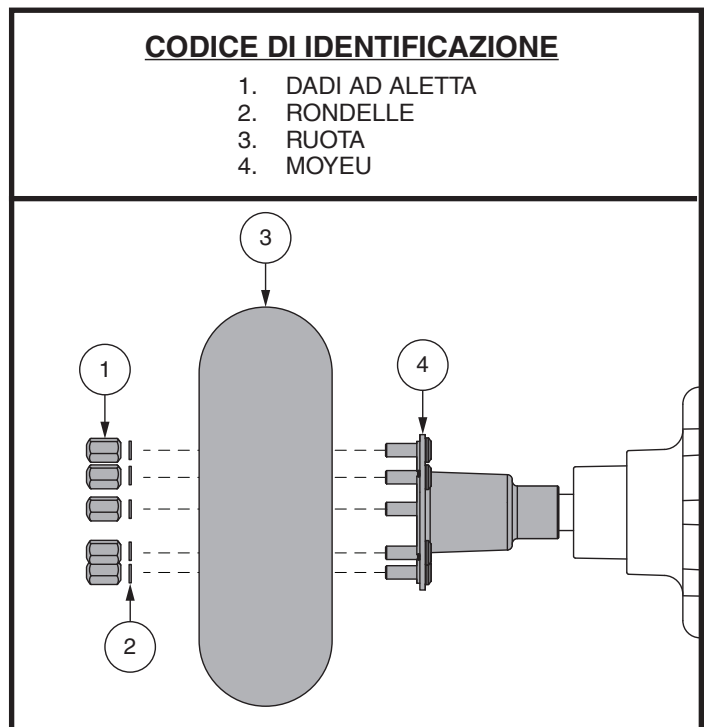 CODICE DI IDENTIFICAZIONE
1. DADI AD ALETTA
2. RONDELLE
3. RUOTA
4. MOYEU
3
1
4
2